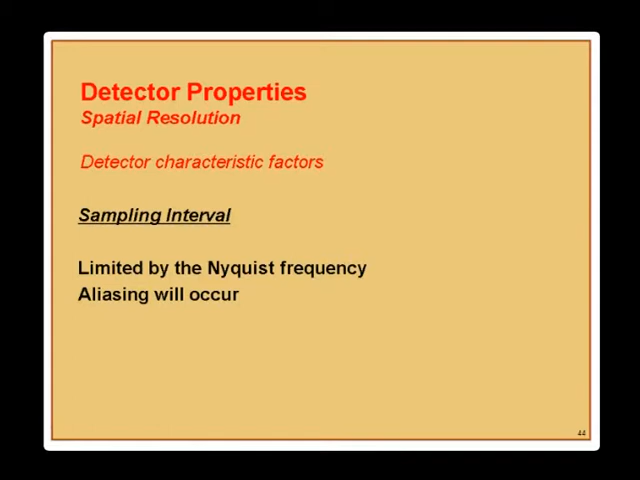 Detector Properties
Spatial Resolution
Detector characteristic factors
Sampling Interval
Limited by the Nyquist frequency
Aliasing will occur
44